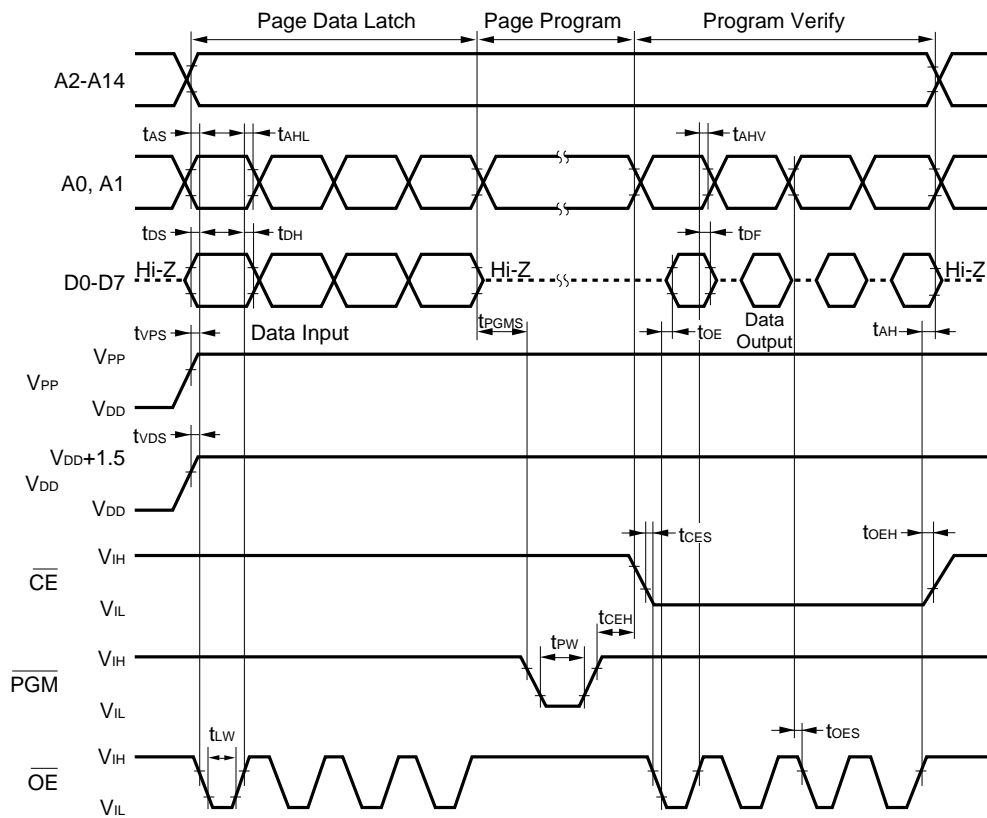 Page Data Latch Page Program Program Verify
A2-A14
tAS tAHL tAHV
A0, A1
tDS tDH tDF
D0-D7 Hi-Z Hi-Z Hi-Z
Data Input
Data
Output
tVPS tPGMS tOE tAH
VPP
VPP
VDD
tVDS
VDD+1.5
VDD
VDD
tCES tOEH
VIH
CE
VIL
tCEH
tPW
VIH
PGM
VIL
tLW tOES
VIH
OE
VIL